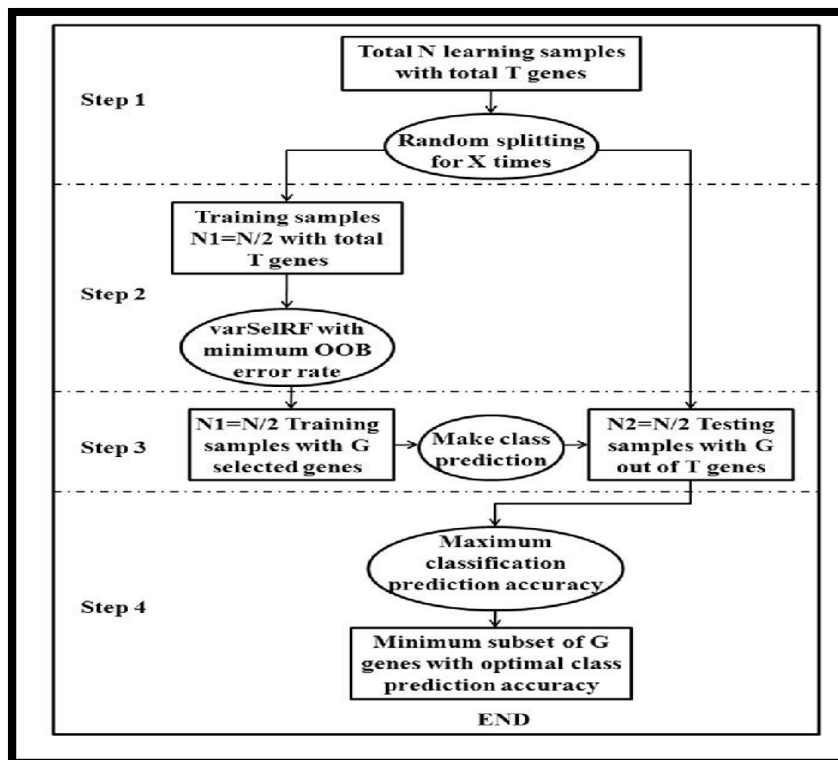 Total N learning samples
with total T genes
Step 1
Random splitting
for X times
Training samples
N1=N/2 with total
T genes
Step 2
varSelRF with
minimum OOB
error rate
N1=N/2 Training
samples with G
selected genes
Step 3
Make class
prediction
N2=N/2 Testing
samples with G
out of T genes
Maximum
classification
prediction accuracy
Step 4
Minimum subset of G
genes with optimal class
prediction accuracy
END